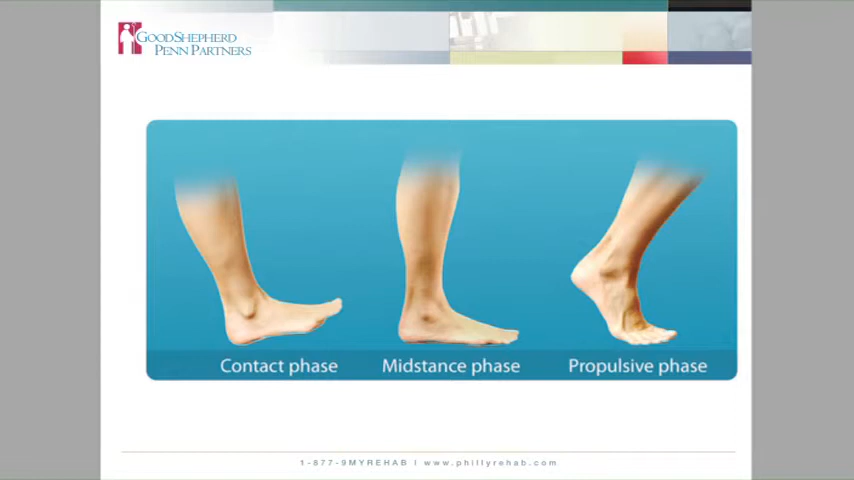 GOODSHEPHERD
PENN PARTNERS
Contact phase
Midstance phase
Propulsive phase
1-877-9MYREHAB | www.phillyrehab.com